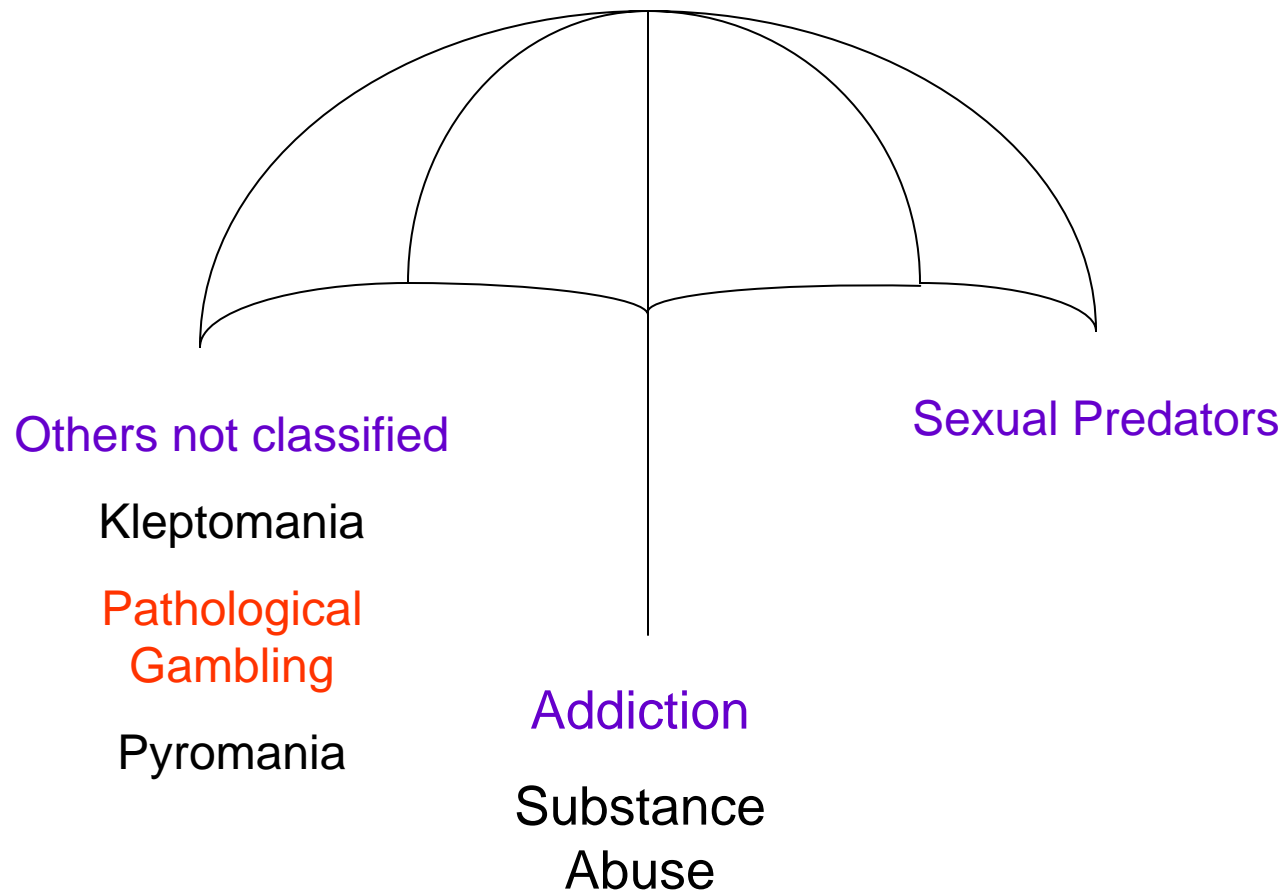 Others not classified
Kleptomania
Pathological
Gambling
Pyromania
Addiction
Substance
Abuse
Sexual Predators